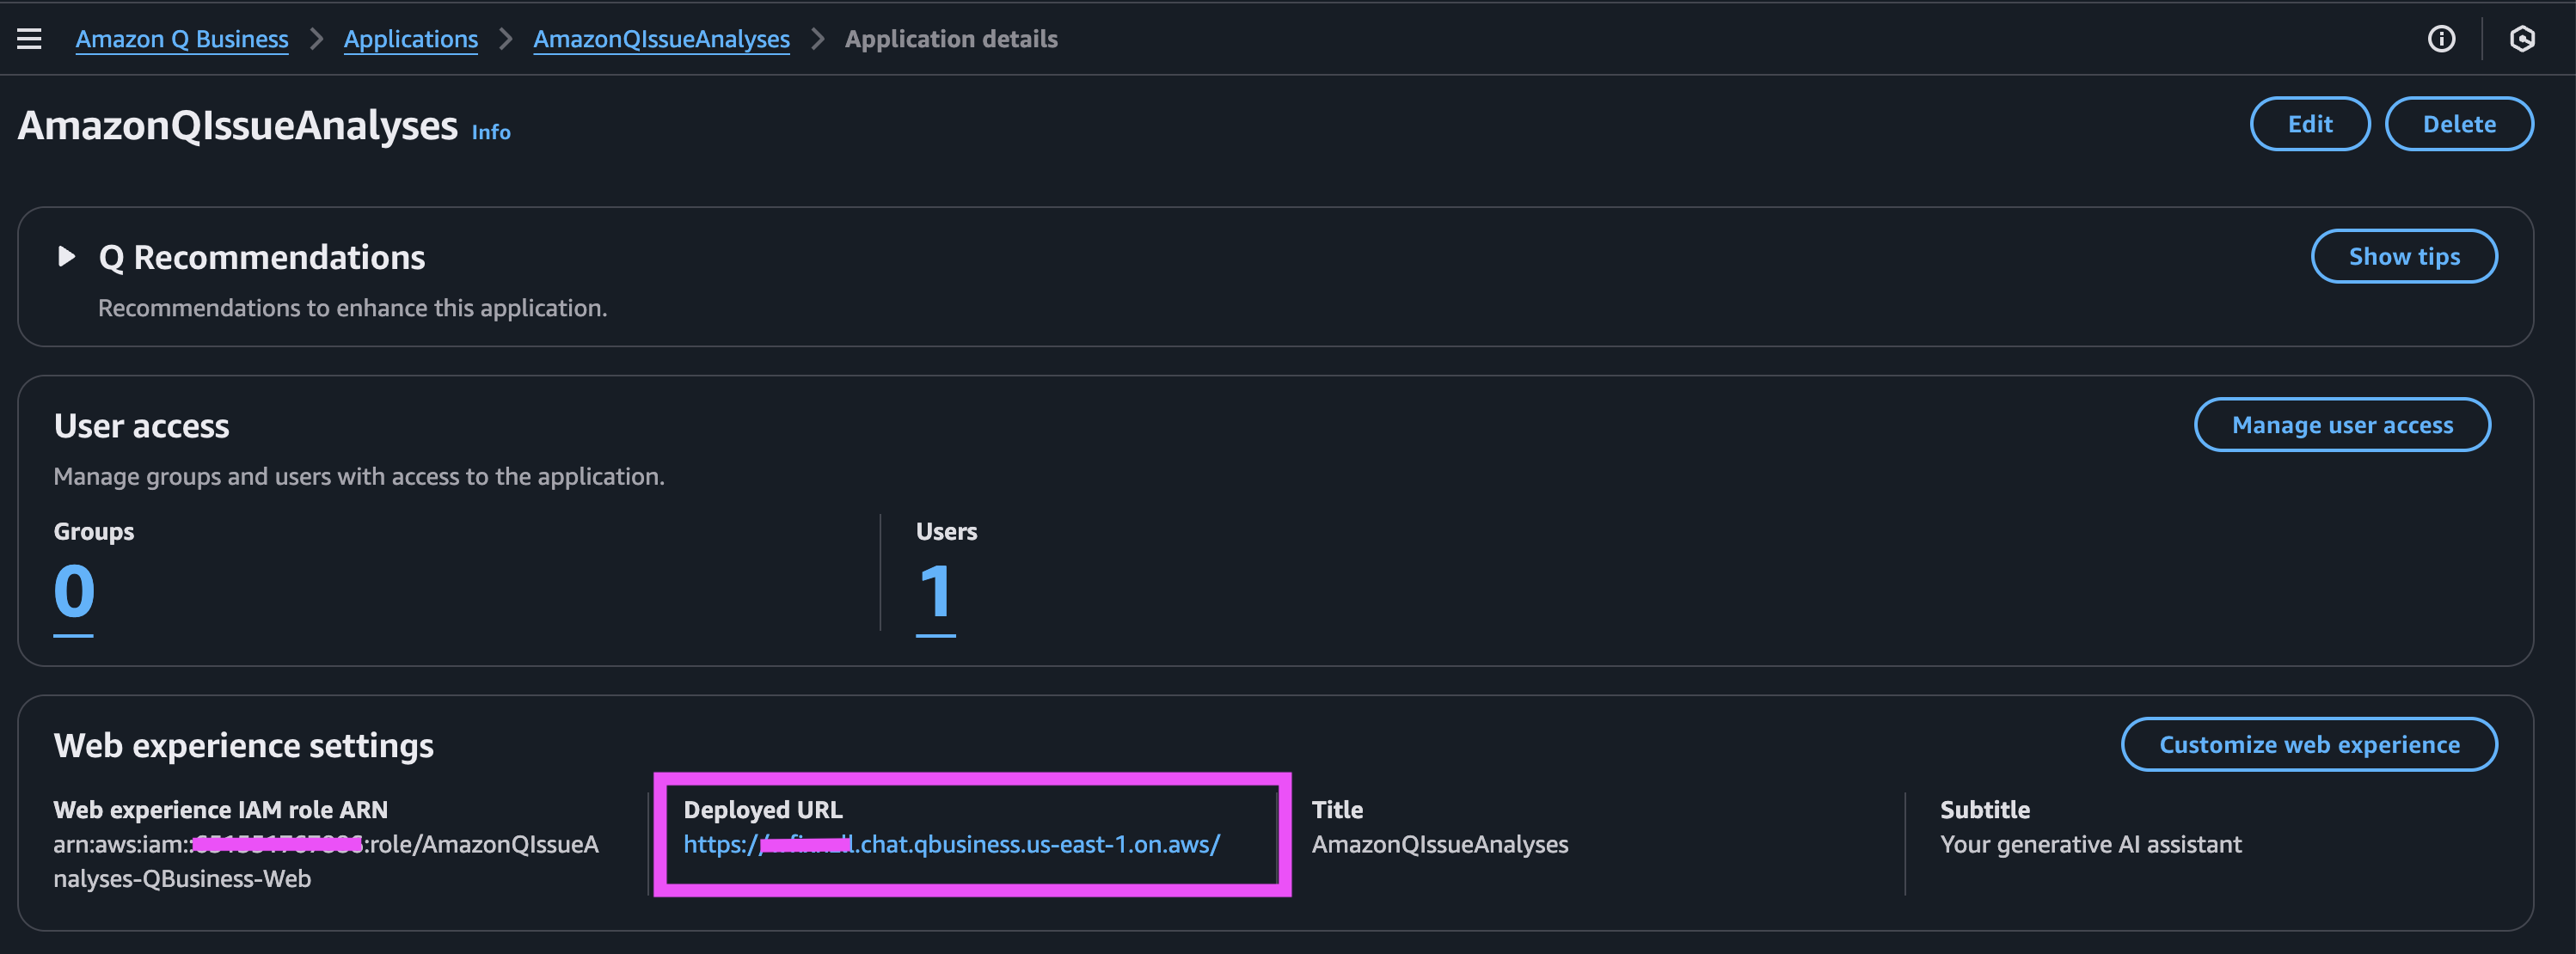 Amazon Q Business > Applications > AmazonQIssueAnalyses > Application details
AmazonQIssueAnalyses Info
Edit
Delete
Q Recommendations
Show tips
Recommendations to enhance this application.
User access
Manage user access
Manage groups and users with access to the application.
Groups
Users
0
1
Web experience settings
Customize web experience
Web experience IAM role ARN
arn:aws:iam:: :role/AmazonQIssueA
nalyses-QBusiness-Web
Deployed URL
https:// .chat.qbusiness.us-east-1.on.aws/
Title
AmazonQIssueAnalyses
Subtitle
Your generative AI assistant